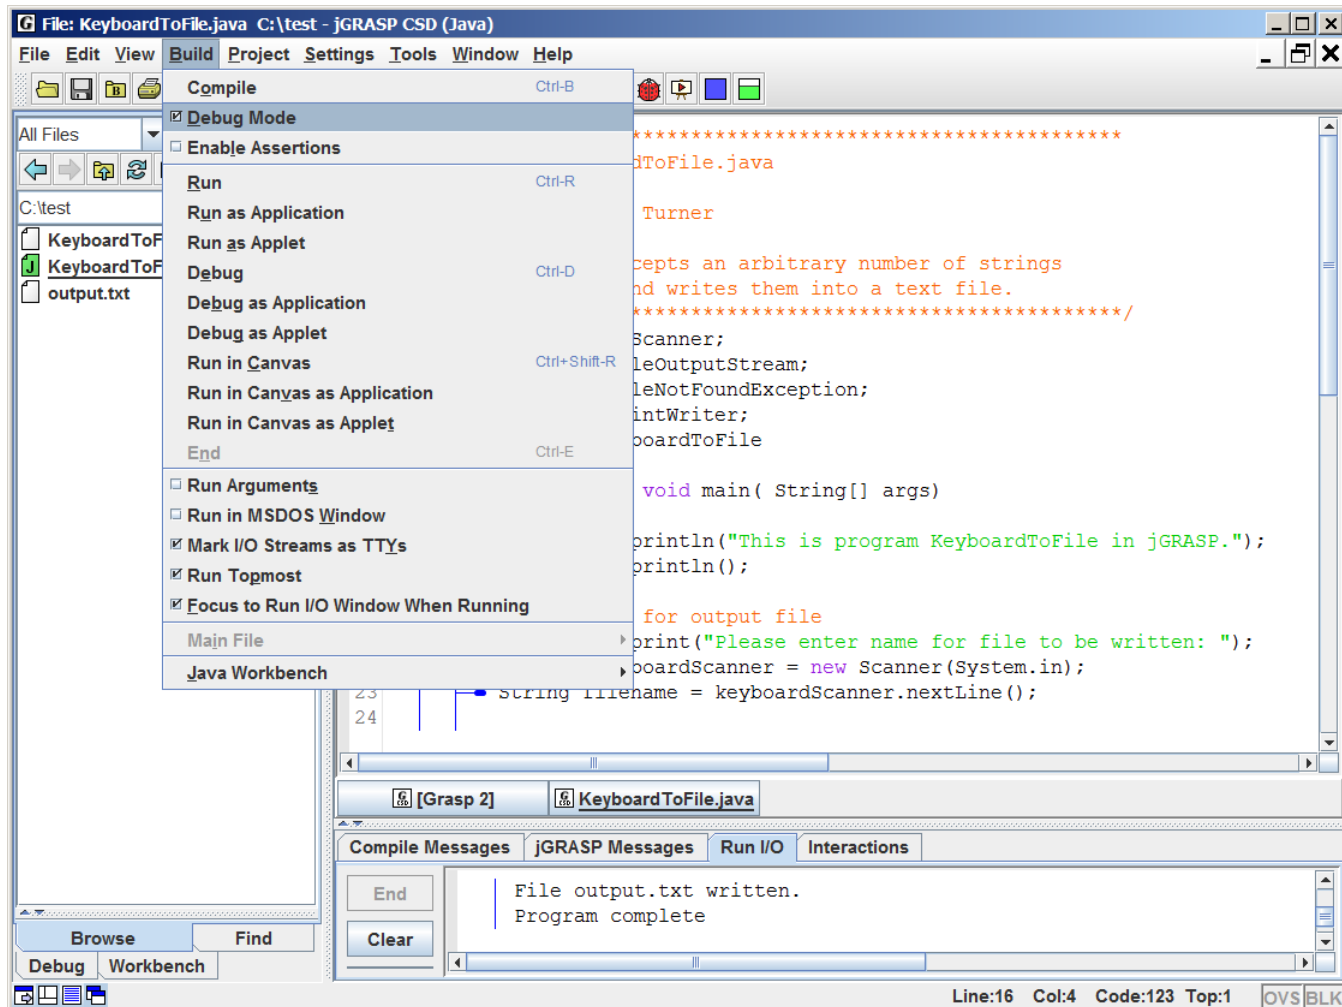 File: KeyboardToFile.java  C:\test - jGRASP CSD (Java)
File Edit View Build Project Settings Tools Window Help
Compile Ctrl-B
Debug Mode
Enable Assertions
Run Ctrl-R
Run as Application
Run as Applet
Debug Ctrl-D
Debug as Application
Debug as Applet
Run in Canvas Ctrl+Shift-R
Run in Canvas as Application
Run in Canvas as Applet
End Ctrl-E
Run Arguments
Run in MSDOS Window
Mark I/O Streams as TTYs
Run Topmost
Focus to Run I/O Window When Running
Main File
Java Workbench
All Files
C:\test
KeyboardToF
KeyboardToF
output.txt
Browse Find
Debug Workbench
*****************************************
dToFile.java
Turner
cepts an arbitrary number of strings
nd writes them into a text file.
*****************************************/
Scanner;
leOutputStream;
leNotFoundException;
intWriter;
boardToFile
void main( String[] args)
println("This is program KeyboardToFile in jGRASP.");
println();
for output file
print("Please enter name for file to be written: ");
boardScanner = new Scanner(System.in);
23 String filename = keyboardScanner.nextLine();
24
[Grasp 2] KeyboardToFile.java
Compile Messages jGRASP Messages Run I/O Interactions
End
Clear
File output.txt written.
Program complete
Line:16 Col:4 Code:123 Top:1 OVS BLK